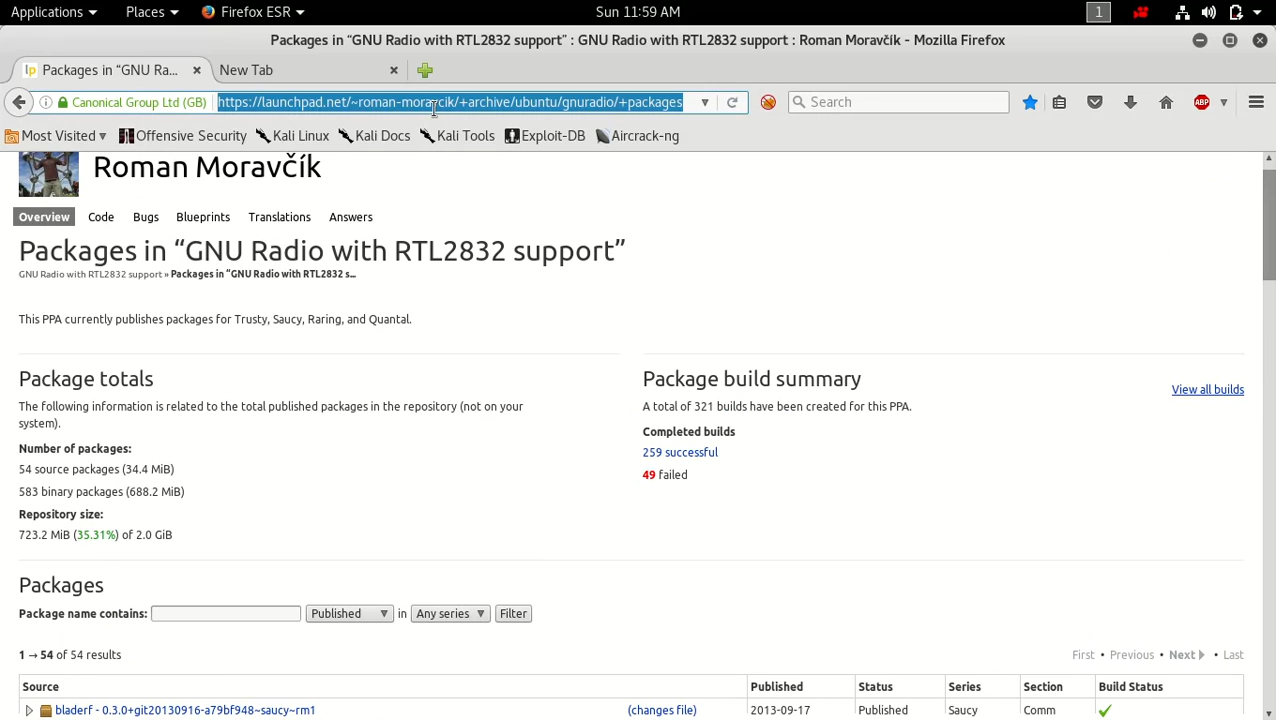 Applications Places Firefox ESR Sun 11:59 AM 1
Packages in “GNU Radio with RTL2832 support” : GNU Radio with RTL2832 support : Roman Moravčík - Mozilla Firefox
lp Packages in “GNU Ra... New Tab
Canonical Group Ltd (GB) https://launchpad.net/~roman-moravcik/+archive/ubuntu/gnuradio/+packages Search ABP
Most Visited Offensive Security Kali Linux Kali Docs Kali Tools Exploit-DB Aircrack-ng
Roman Moravčík
Overview Code Bugs Blueprints Translations Answers
Packages in “GNU Radio with RTL2832 support”
GNU Radio with RTL2832 support » Packages in “GNU Radio with RTL2832 s...
This PPA currently publishes packages for Trusty, Saucy, Raring, and Quantal.
Package totals
The following information is related to the total published packages in the repository (not on your
system).
Number of packages:
54 source packages (34.4 MiB)
583 binary packages (688.2 MiB)
Repository size:
723.2 MiB (35.31%) of 2.0 GiB
Package build summary
View all builds
A total of 321 builds have been created for this PPA.
Completed builds
259 successful
49 failed
Packages
Package name contains: Published in Any series Filter
1 → 54 of 54 results First • Previous • Next • Last
Source Published Status Series Section Build Status
bladerf - 0.3.0+git20130916-a79bf948~saucy~rm1 (changes file) 2013-09-17 Published Saucy Comm